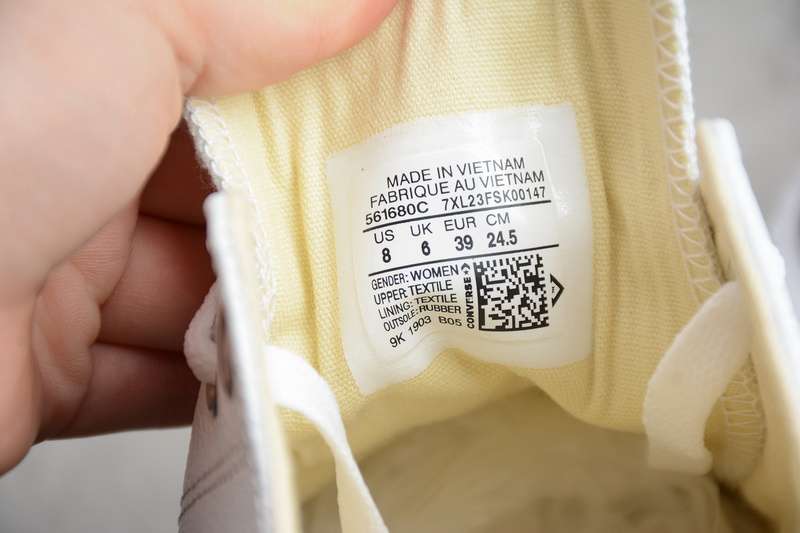 MADE IN VIETNAM
FABRIQUE AU VIETNAM
561680C 7XL23FSK00147
US UK EUR CM
8 6 39 24.5
GENDER: WOMEN
UPPER: TEXTILE
LINING: TEXTILE
OUTSOLE: RUBBER
9K 1903 B05
CONVERSE